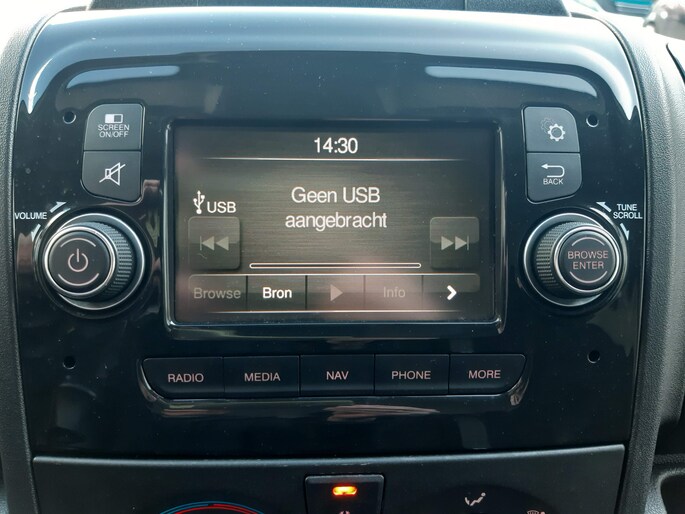 SCREEN
ON/OFF
14:30
BACK
VOLUME
USB
Geen USB
aangebracht
TUNE
SCROLL
BROWSE
ENTER
Browse Bron Info
RADIO MEDIA NAV PHONE MORE